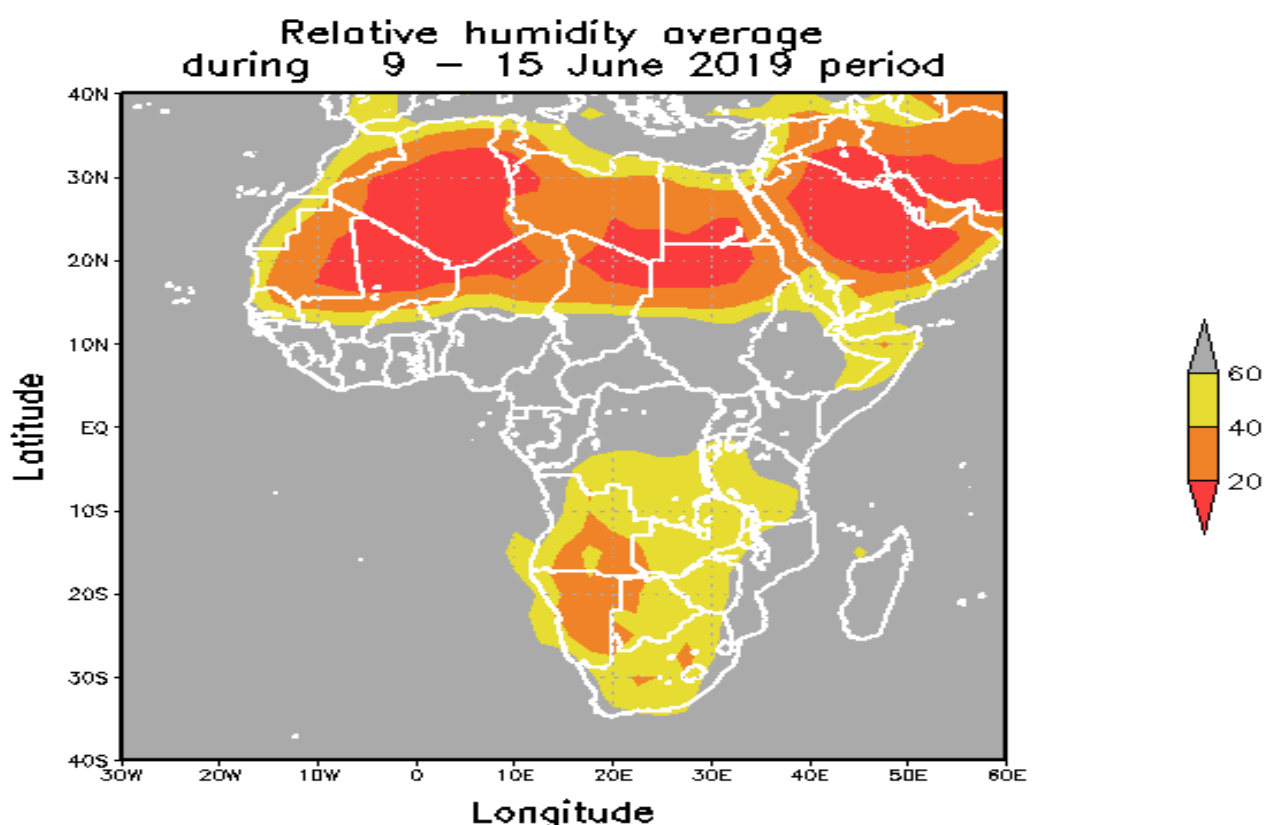 Relative humidity average
during 9 – 15 June 2019 period
40N
30N
20N
10N
EQ
10S
20S
30S
40S
Latitude
30W 20W 10W 0 10E 20E 30E 40E 50E 60E
Longitude
60
40
20